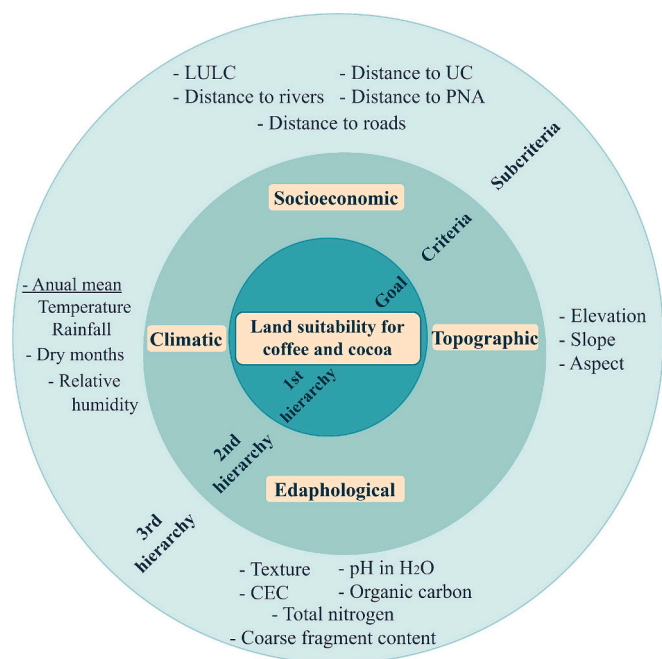 - LULC
- Distance to UC
- Distance to rivers
- Distance to PNA
- Distance to roads
Subcriteria
Socioeconomic
Criteria
Goal
- Anual mean
Temperature
Rainfall
- Dry months
- Relative
humidity
Climatic
Land suitability for
coffee and cocoa
Topographic
- Elevation
- Slope
- Aspect
1st
hierarchy
2nd
hierarchy
3rd
hierarchy
Edaphological
- Texture
- pH in H2O
- CEC
- Organic carbon
- Total nitrogen
- Coarse fragment content